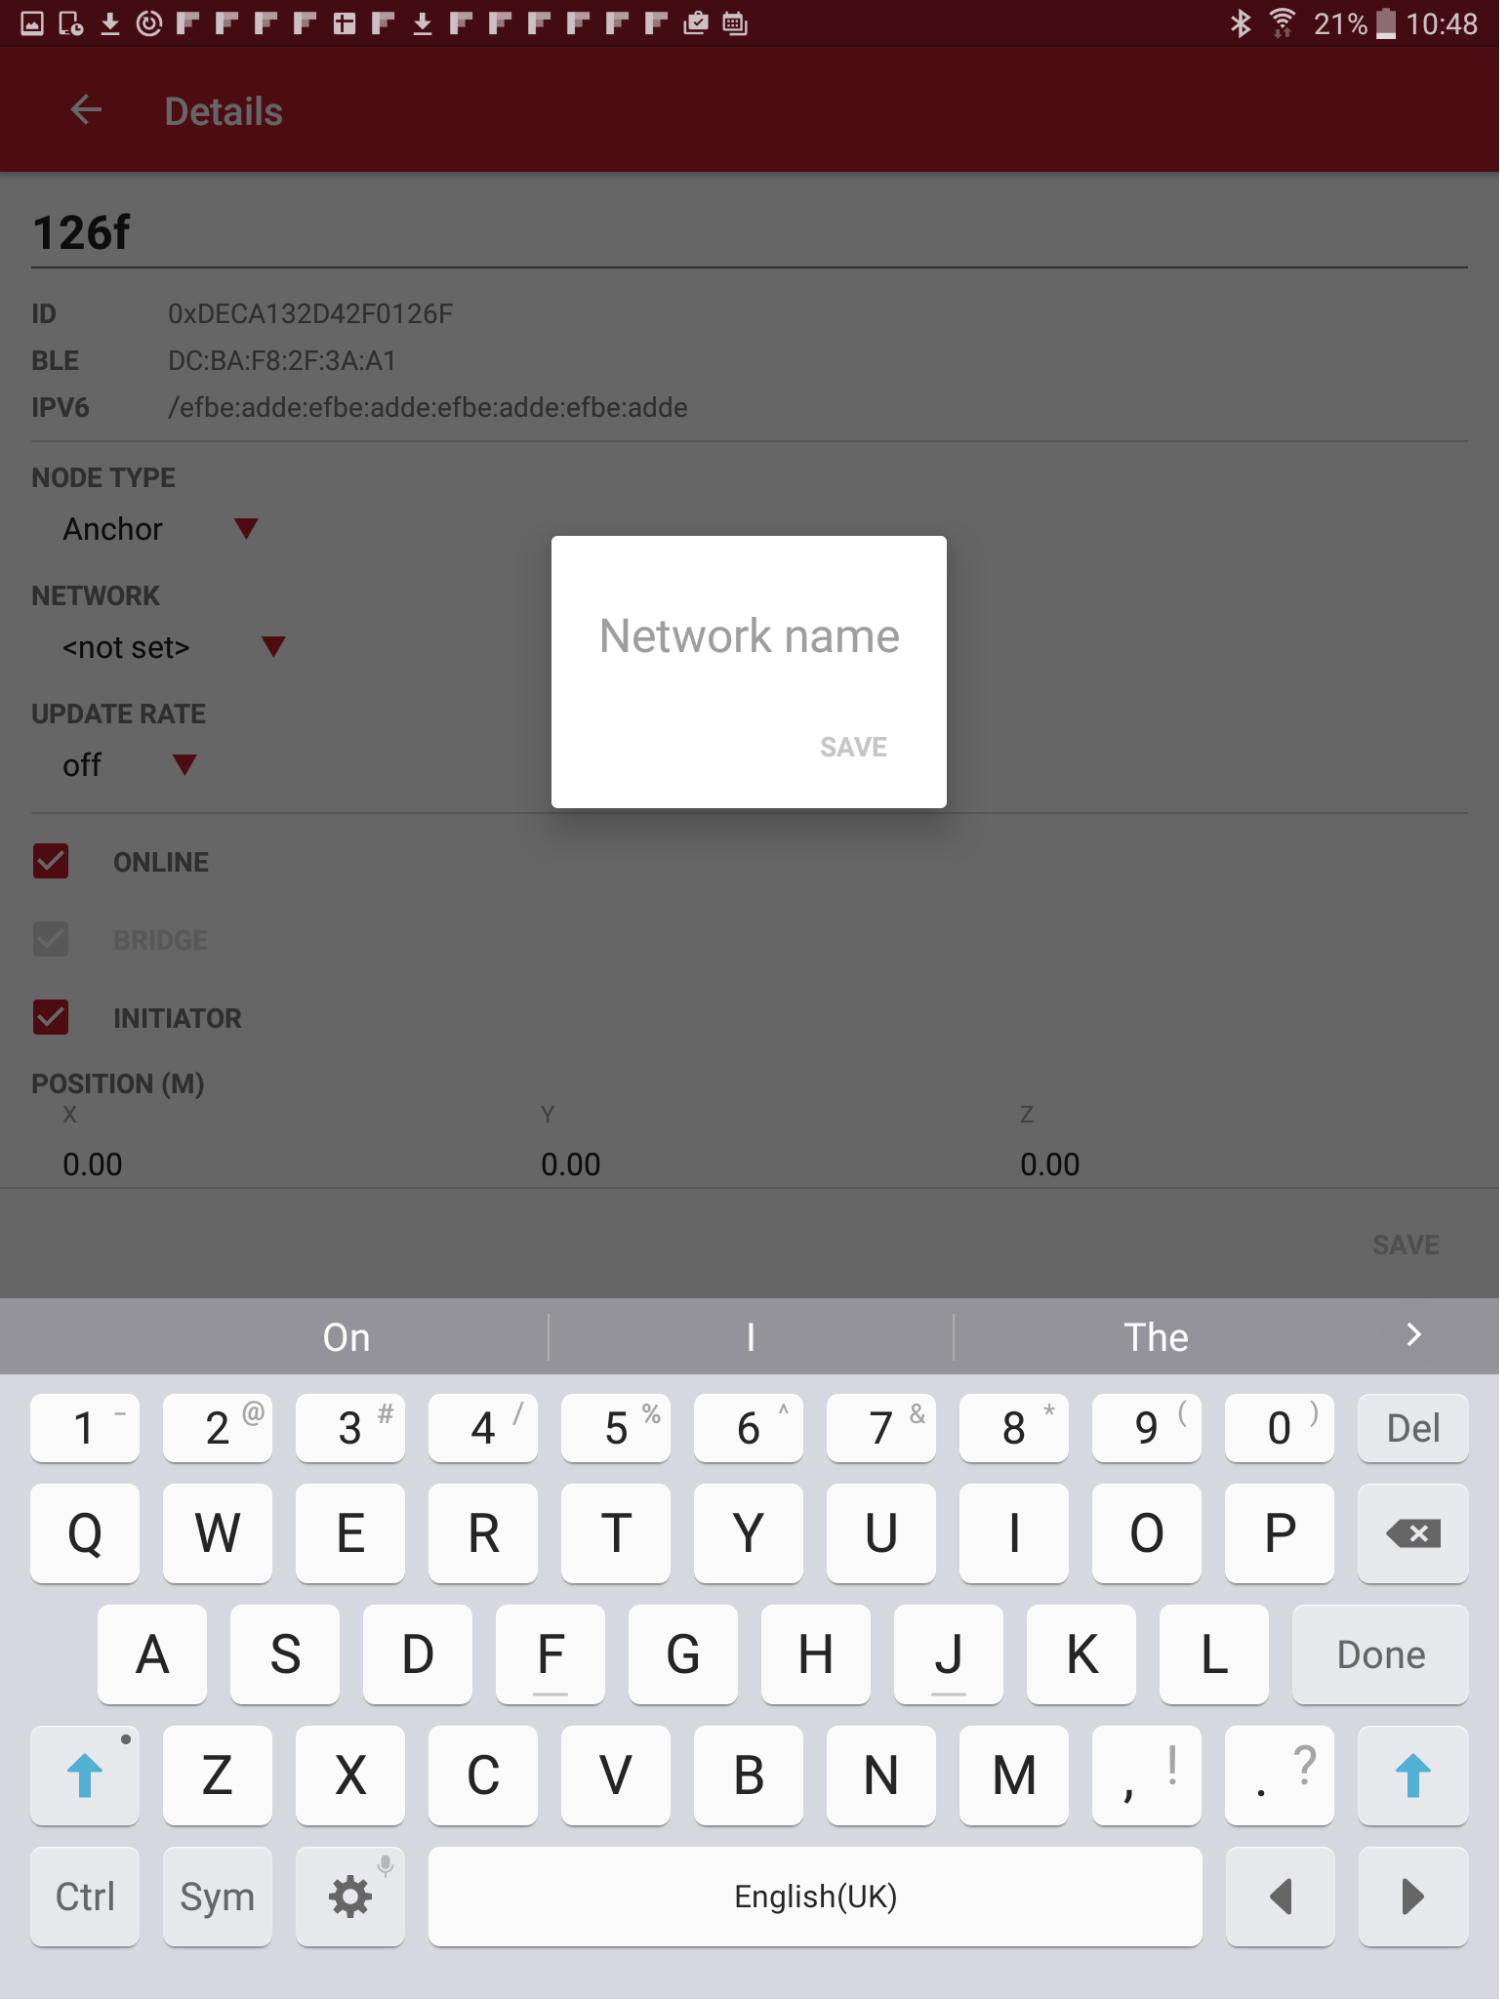 21% 10:48
Details
126f
ID 0xDECA132D42F0126F
BLE DC:BA:F8:2F:3A:A1
IPV6 /efbe:adde:efbe:adde:efbe:adde:efbe:adde
NODE TYPE
Anchor
NETWORK
<not set>
UPDATE RATE
off
Network name
SAVE
ONLINE
BRIDGE
INITIATOR
POSITION (M)
X Y Z
0.00 0.00 0.00
SAVE
On I The
1 - 2 @ 3 # 4 / 5 % 6 ^ 7 & 8 * 9 ( 0 ) Del
Q W E R T Y U I O P
A S D F G H J K L Done
Z X C V B N M , ! . ?
Ctrl Sym English(UK)